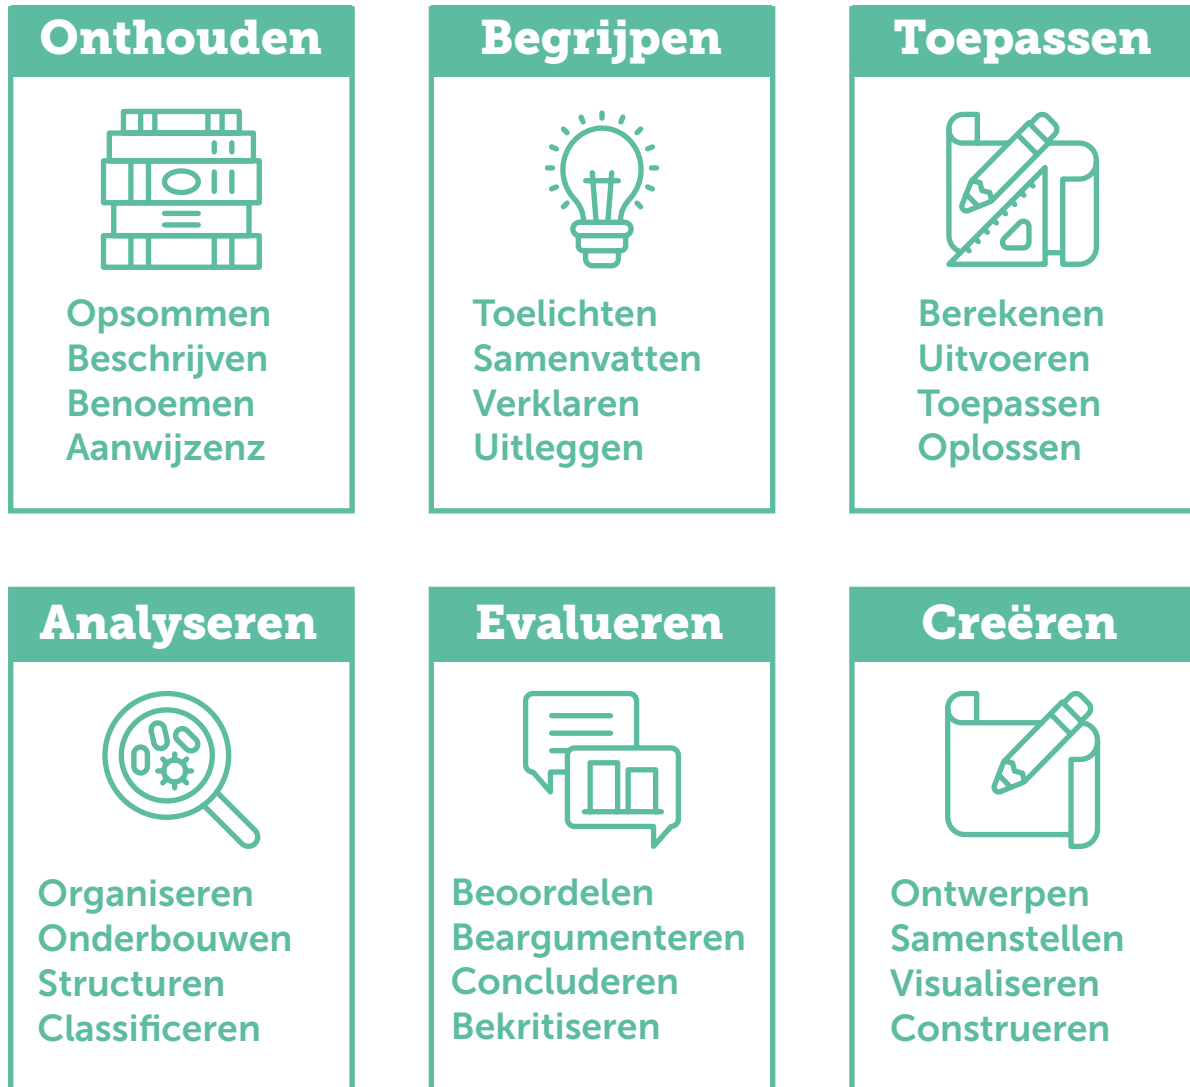 Onthouden
Opsommen
Beschrijven
Benoemen
Aanwijzenz
Begrijpen
Toelichten
Samenvatten
Verklaren
Uitleggen
Toepassen
Berekenen
Uitvoeren
Toepassen
Oplossen
Analyseren
Organiseren
Onderbouwen
Structuren
Classificeren
Evalueren
Beoordelen
Beargumenteren
Concluderen
Bekritiseren
Creëren
Ontwerpen
Samenstellen
Visualiseren
Construeren